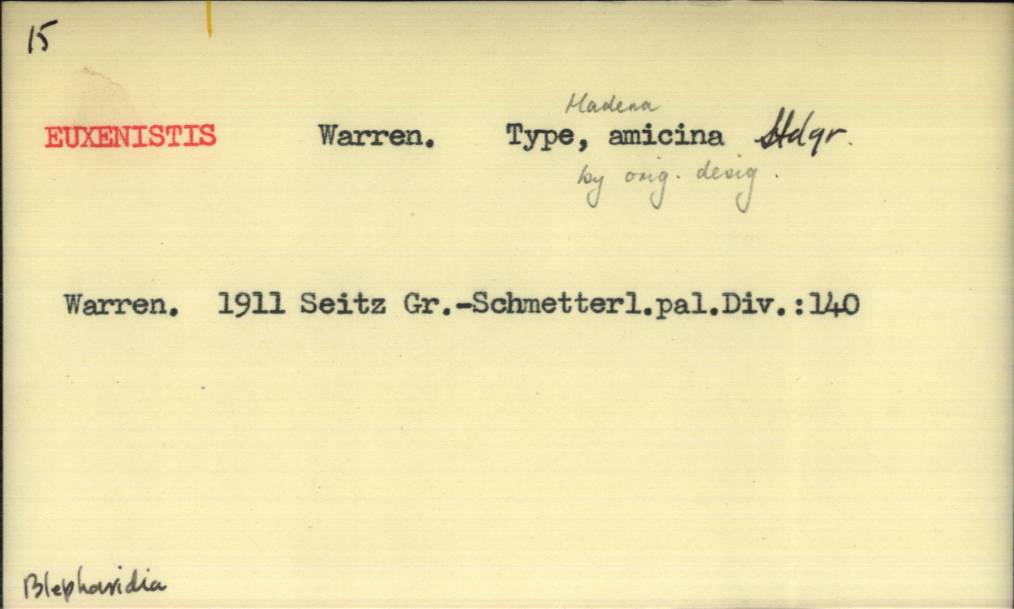 15
Hadena
EUXENISTIS Warren. Type, amicina Stdgr.
by orig. desig.
Warren. 1911 Seitz Gr.-Schmetterl.pal.Div.:140
Blepharidia